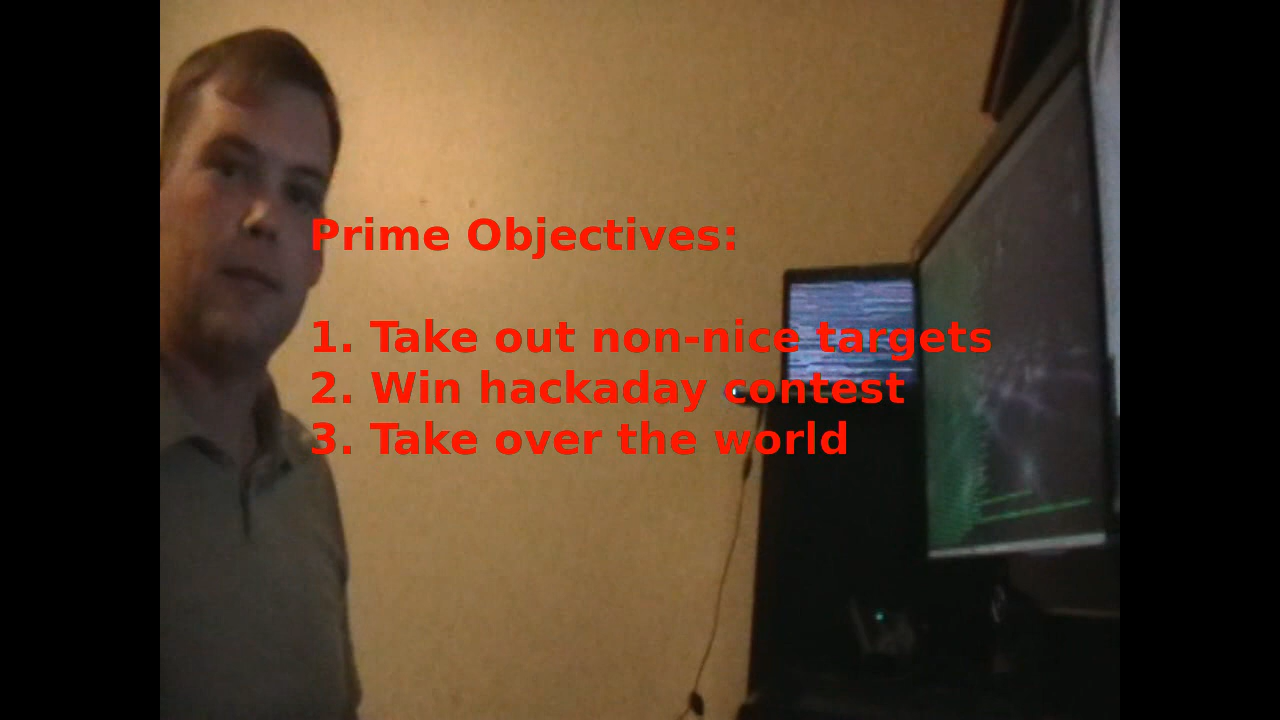 Prime Objectives:
1. Take out non-nice targets
2. Win hackaday contest
3. Take over the world